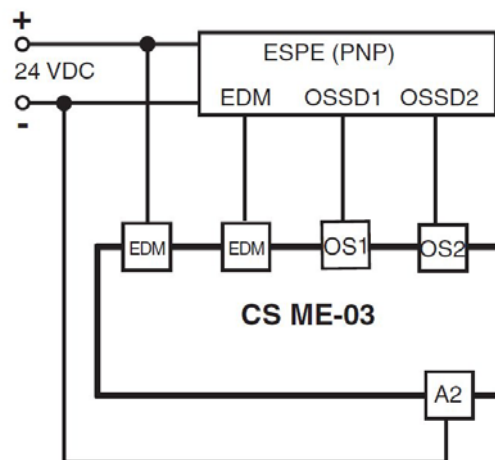 +
ESPE (PNP)
24 VDC
EDM OSSD1 OSSD2
-
EDM EDM OS1 OS2
CS ME-03
A2